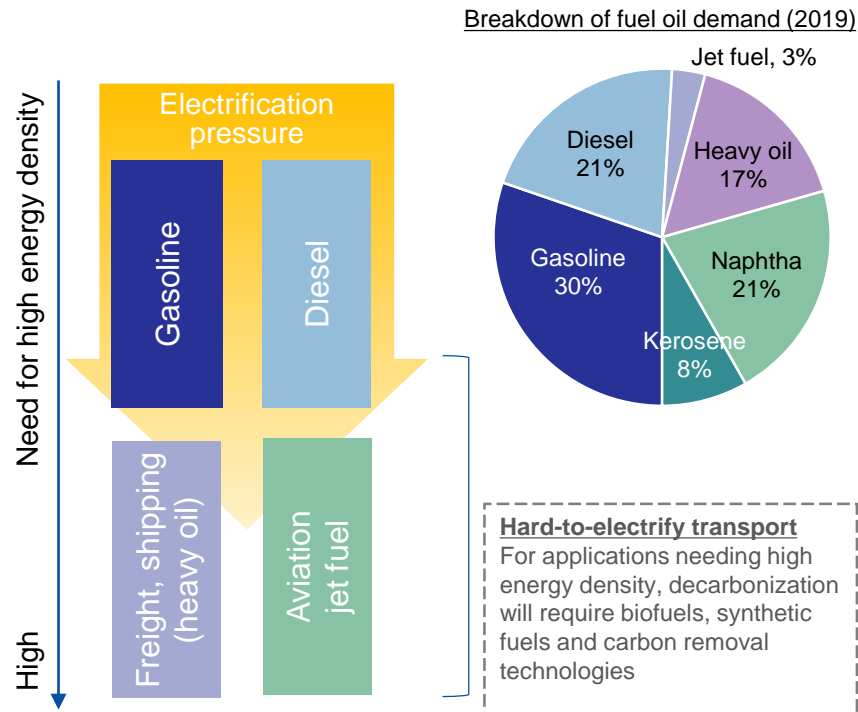 Breakdown of fuel oil demand (2019)
Need for high energy density
High
Electrification
pressure
Gasoline
Diesel
Freight, shipping
(heavy oil)
Aviation
jet fuel
Jet fuel, 3%
Diesel
21%
Heavy oil
17%
Gasoline
30%
Naphtha
21%
Kerosene
8%
Hard-to-electrify transport
For applications needing high
energy density, decarbonization
will require biofuels, synthetic
fuels and carbon removal
technologies